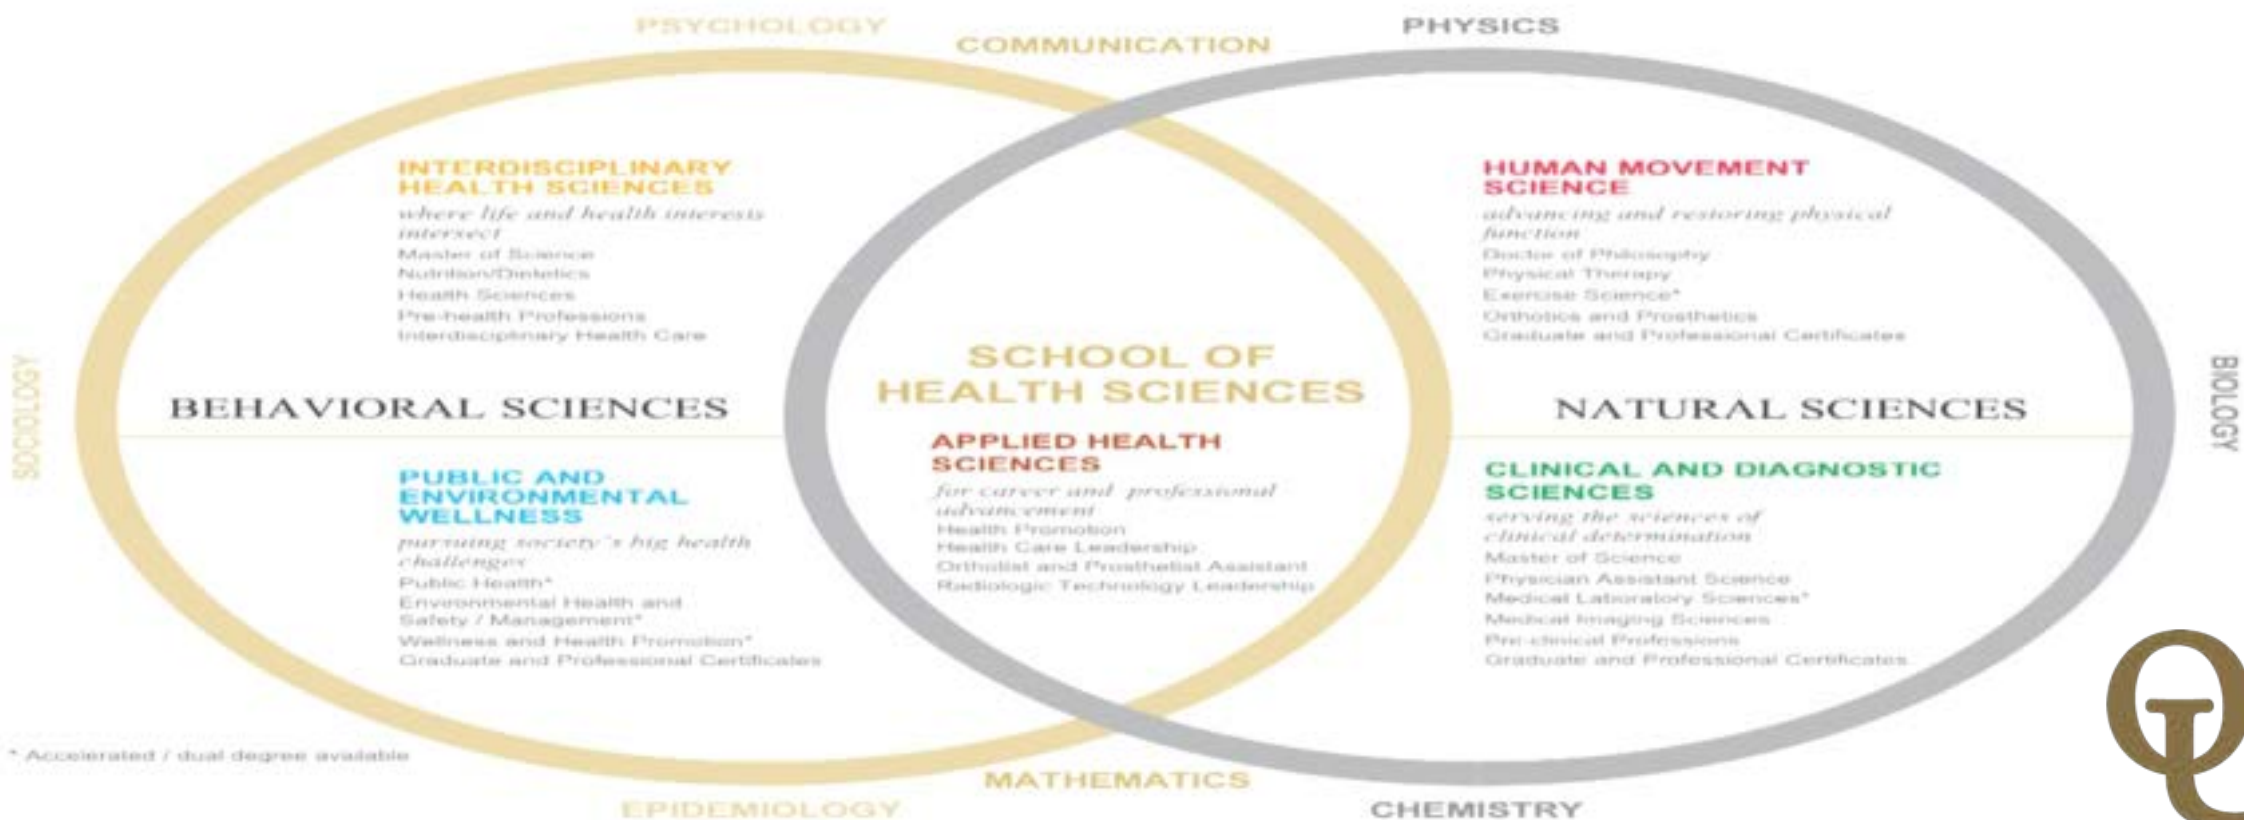 PSYCHOLOGY
COMMUNICATION
PHYSICS
INTERDISCIPLINARY
HEALTH SCIENCES
where life and health interests
intersect
Master of Science
Nutrition/Dietetics
Health Sciences
Pre-health Professions
Interdisciplinary Health Care
HUMAN MOVEMENT
SCIENCE
advancing and restoring physical
function
Doctor of Philosophy
Physical Therapy
Exercise Science*
Orthotics and Prosthetics
Graduate and Professional Certificates
SOCIOLOGY
BEHAVIORAL SCIENCES
SCHOOL OF
HEALTH SCIENCES
NATURAL SCIENCES
BIOLOGY
PUBLIC AND
ENVIRONMENTAL
WELLNESS
pursuing society's big health
challenges
Public Health*
Environmental Health and
Safety / Management*
Wellness and Health Promotion*
Graduate and Professional Certificates
APPLIED HEALTH
SCIENCES
for career and professional
advancement
Health Promotion
Health Care Leadership
Orthotist and Prosthetist Assistant
Radiologic Technology Leadership
CLINICAL AND DIAGNOSTIC
SCIENCES
serving the sciences of
clinical determination
Master of Science
Physician Assistant Science
Medical Laboratory Sciences*
Medical Imaging Sciences
Pre-clinical Professions
Graduate and Professional Certificates
* Accelerated / dual degree available
MATHEMATICS
EPIDEMIOLOGY
CHEMISTRY
OU